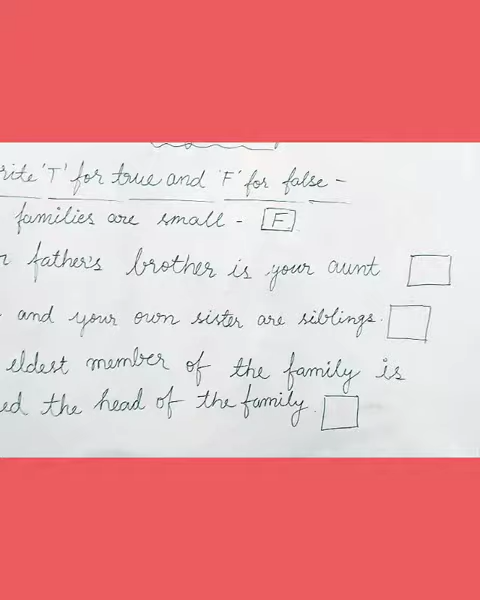 rite 'T' for true and 'F' for false -
families are small - F
father's brother is your aunt
and your own sister are siblings.
eldest member of the family is
ed the head of the family.